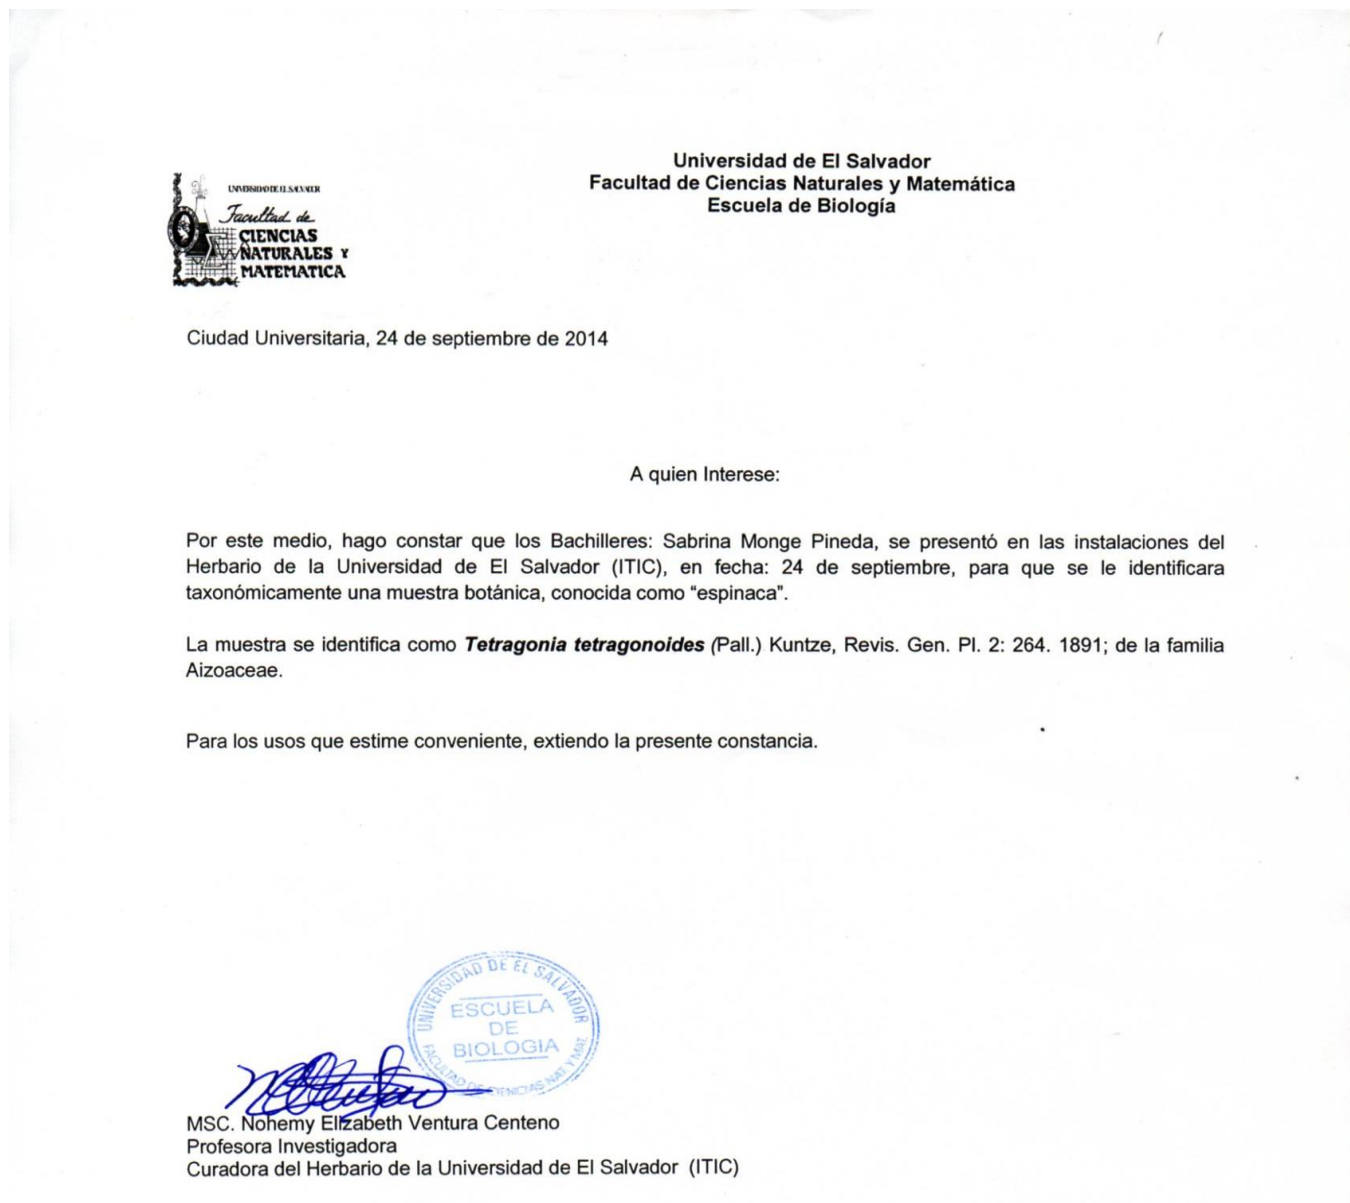 Universidad de El Salvador
Facultad de Ciencias Naturales y Matemática
Escuela de Biología
UNIVERSIDAD DE EL SALVADOR
Facultad de
CIENCIAS
NATURALES Y
MATEMATICA
Ciudad Universitaria, 24 de septiembre de 2014
A quien Interese:
Por este medio, hago constar que los Bachilleres: Sabrina Monge Pineda, se presentó en las instalaciones del
Herbario de la Universidad de El Salvador (ITIC), en fecha: 24 de septiembre, para que se le identificara
taxonómicamente una muestra botánica, conocida como “espinaca”.
La muestra se identifica como Tetragonia tetragonoides (Pall.) Kuntze, Revis. Gen. Pl. 2: 264. 1891; de la familia
Aizoaceae.
Para los usos que estime conveniente, extiendo la presente constancia.
UNIVERSIDAD DE EL SALVADOR
ESCUELA
DE
BIOLOGIA
FACULTAD DE CIENCIAS NAT. Y MAT.
MSC. Nohemy Elizabeth Ventura Centeno
Profesora Investigadora
Curadora del Herbario de la Universidad de El Salvador (ITIC)